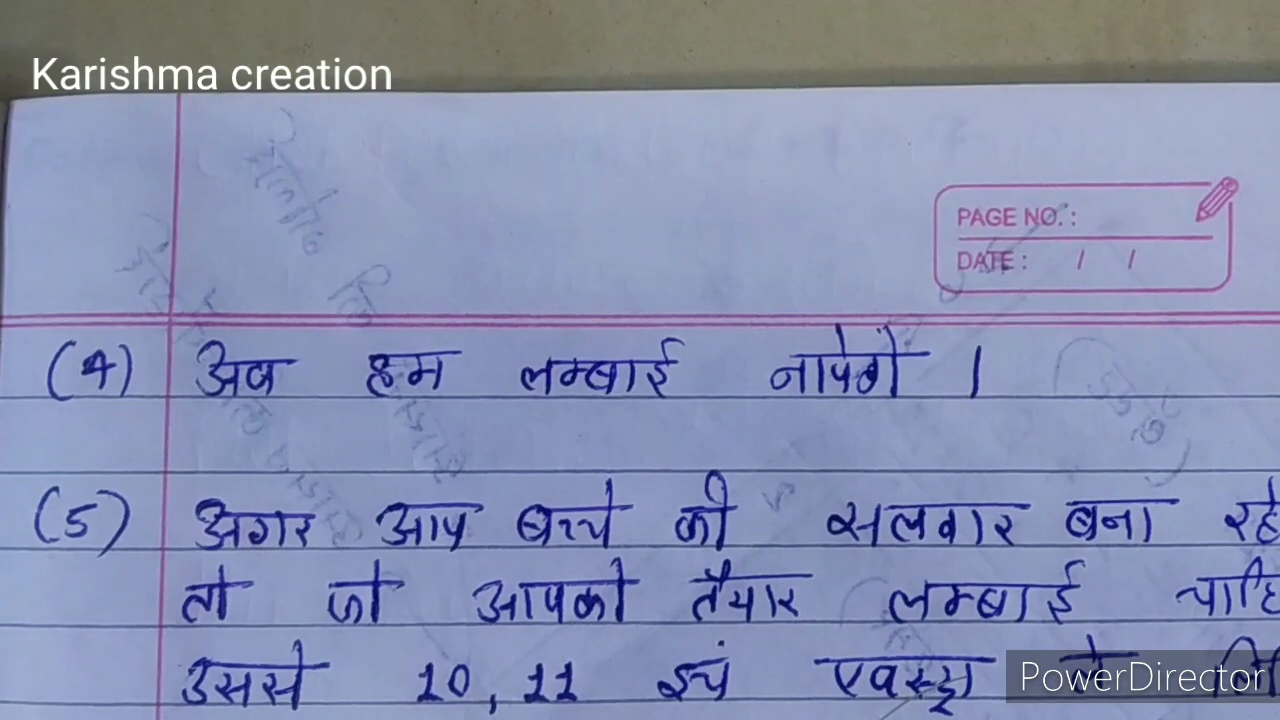 Karishma creation
PAGE NO.:
DATE: / /
(4) अब हम लम्बाई नापेगे ।
(5) अगर आप बच्चे की सलवार बना रहे
तो जो आपको तैयार लम्बाई चाहि
उससे 10, 11 इचं एक्स्ट्रा ले
PowerDirector